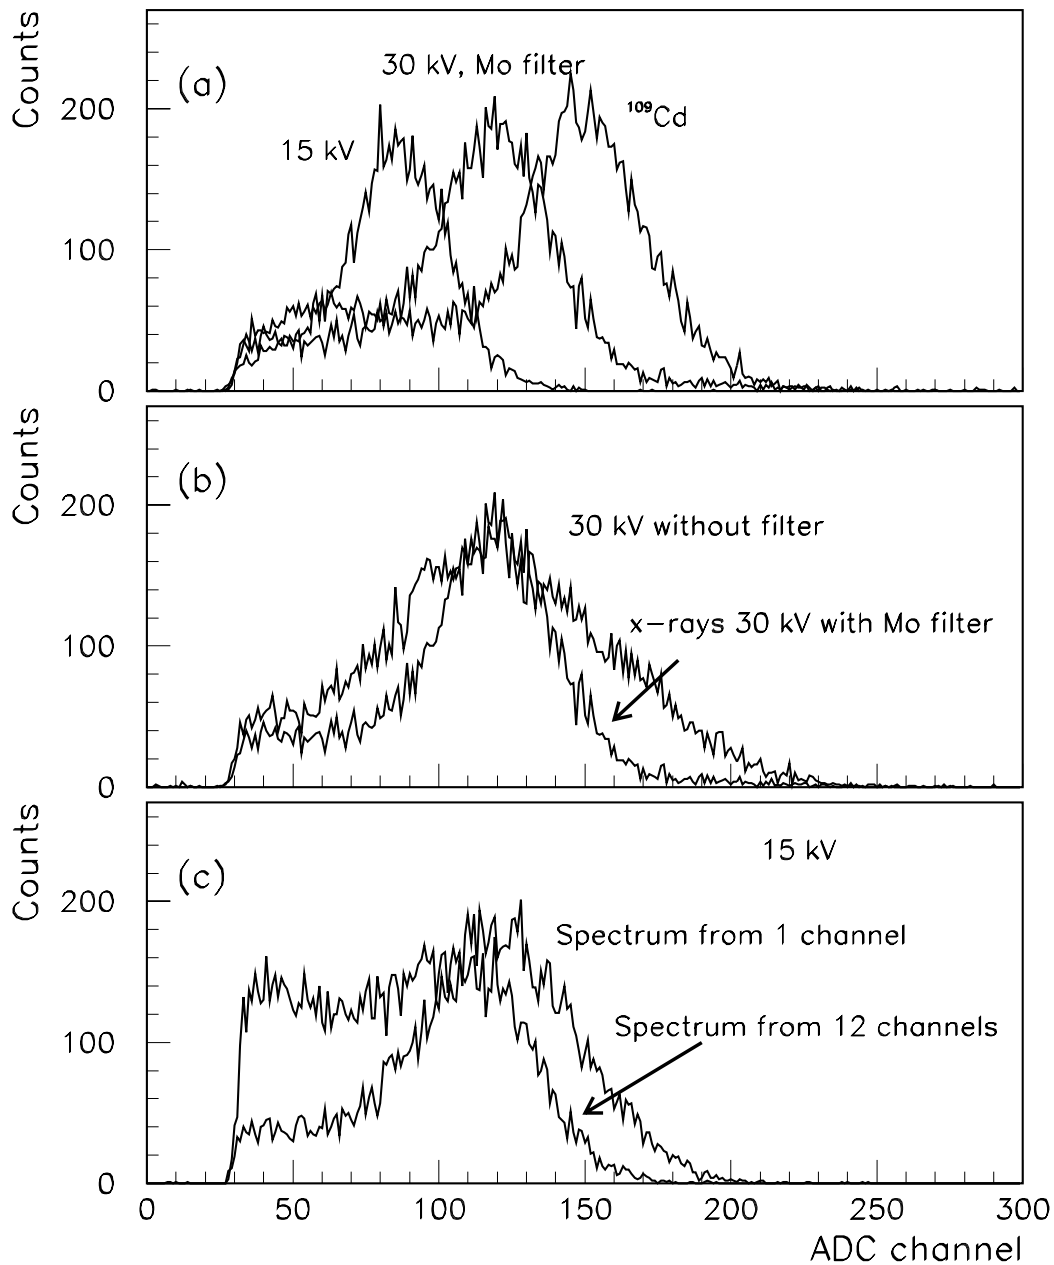 Counts
(a)
30 kV, Mo filter
15 kV
109Cd
200
100
0
Counts
(b)
30 kV without filter
x-rays 30 kV with Mo filter
200
100
0
Counts
(c)
15 kV
Spectrum from 1 channel
Spectrum from 12 channels
200
100
0
0 50 100 150 200 250 300
ADC channel